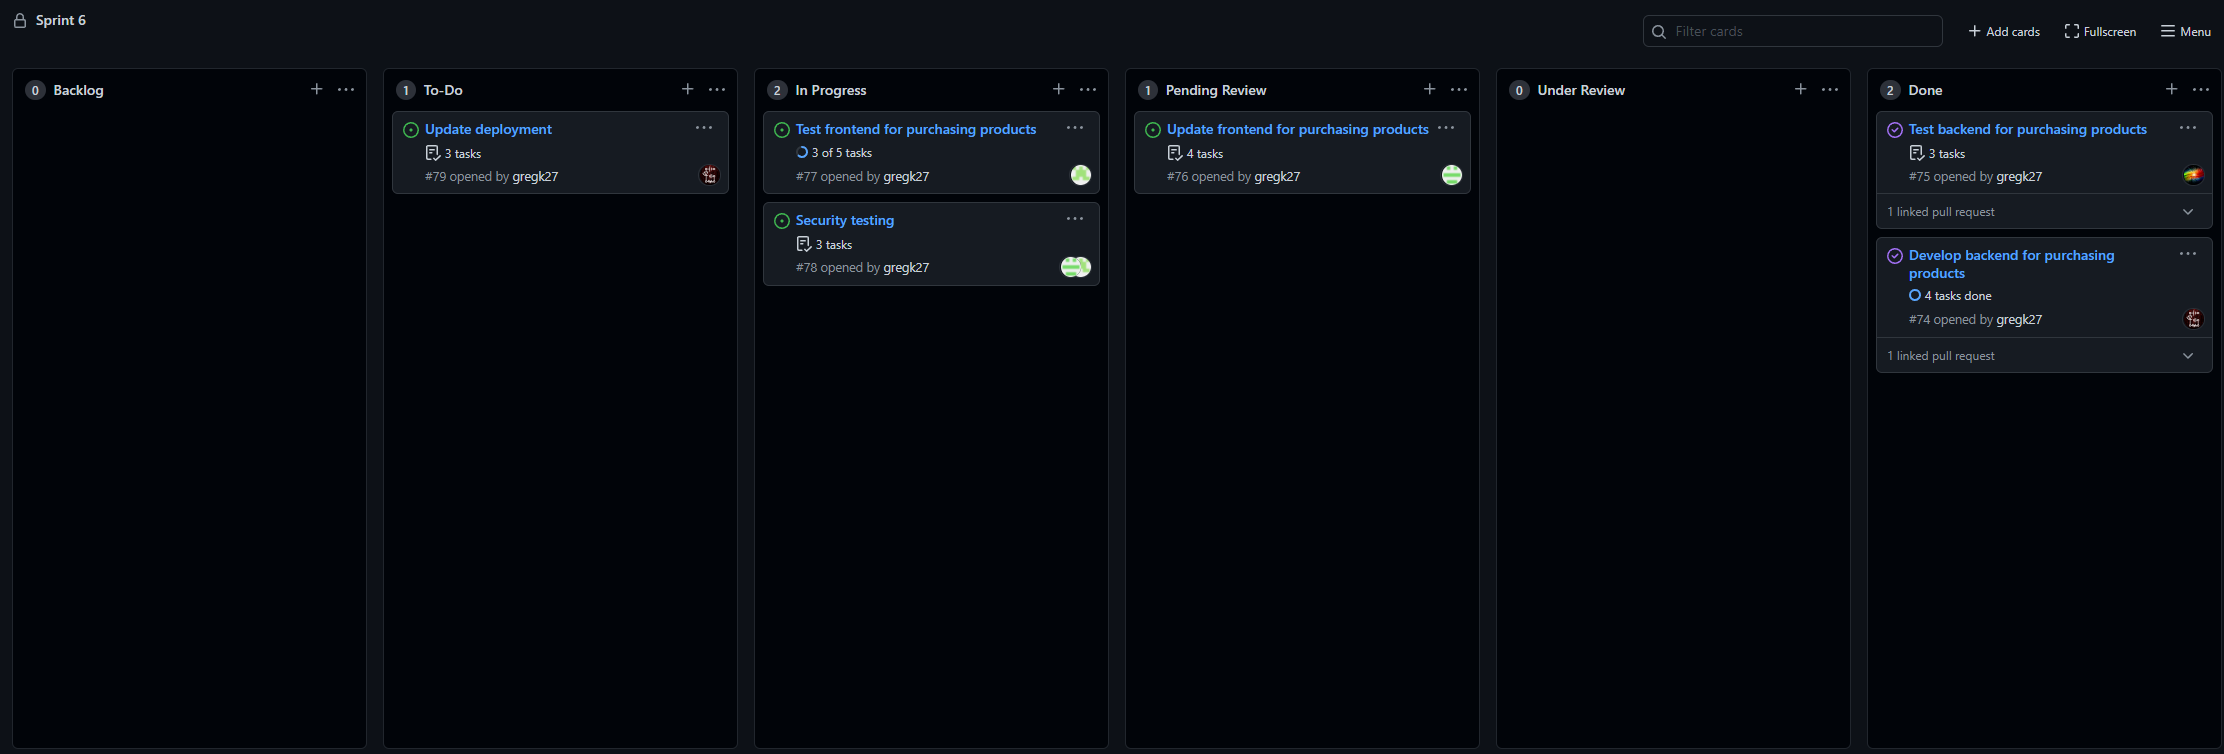 Sprint 6
Filter cards
Add cards
Fullscreen
Menu
0 Backlog
1 To-Do
Update deployment
3 tasks
#79 opened by gregk27
2 In Progress
Test frontend for purchasing products
3 of 5 tasks
#77 opened by gregk27
Security testing
3 tasks
#78 opened by gregk27
1 Pending Review
Update frontend for purchasing products
4 tasks
#76 opened by gregk27
0 Under Review
2 Done
Test backend for purchasing products
3 tasks
#75 opened by gregk27
1 linked pull request
Develop backend for purchasing
products
4 tasks done
#74 opened by gregk27
1 linked pull request